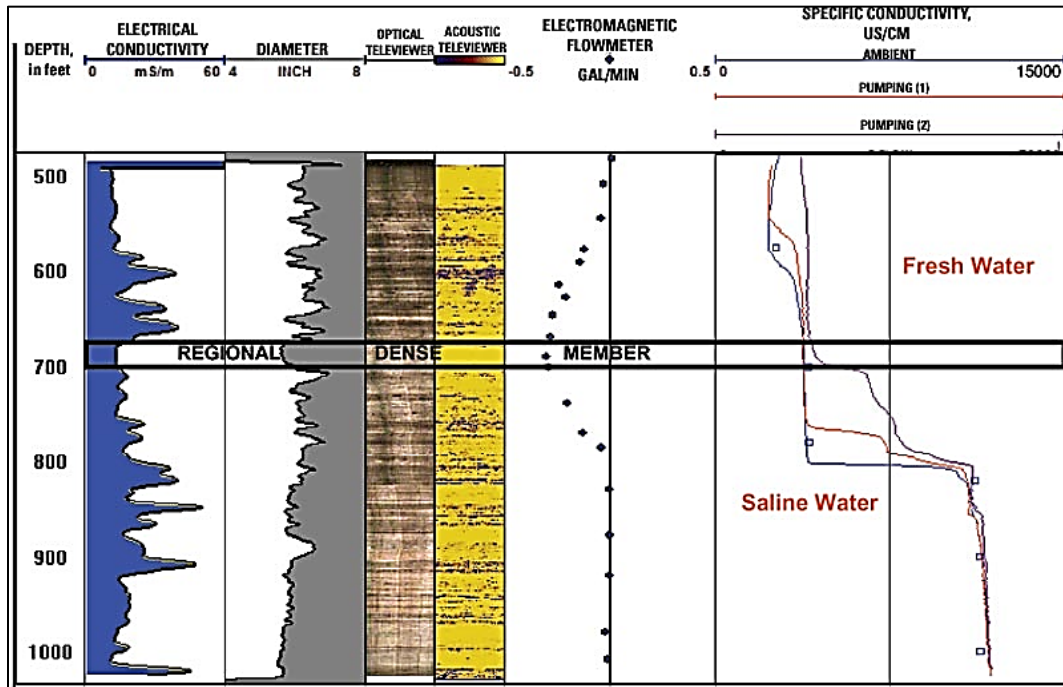 DEPTH, in feet
ELECTRICAL CONDUCTIVITY
0 mS/m 60
DIAMETER
4 INCH 8
OPTICAL TELEVIEWER
ACOUSTIC TELEVIEWER
ELECTROMAGNETIC FLOWMETER
GAL/MIN
-0.5 0.5
SPECIFIC CONDUCTIVITY, US/CM
AMBIENT
0 15000
PUMPING (1)
PUMPING (2)
500
600
700
800
900
1000
Fresh Water
REGIONAL DENSE MEMBER
Saline Water